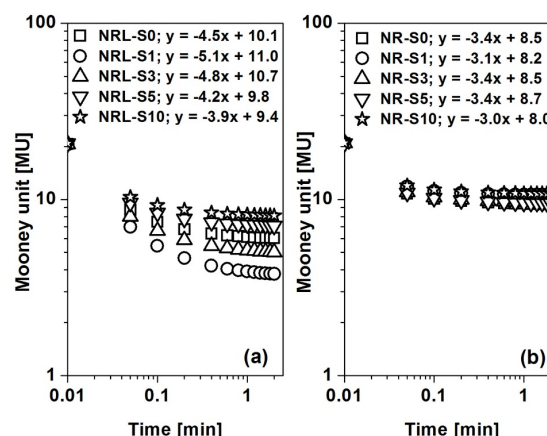 100
NRL-S0; y = -4.5x + 10.1
NRL-S1; y = -5.1x + 11.0
NRL-S3; y = -4.8x + 10.7
NRL-S5; y = -4.2x + 9.8
NRL-S10; y = -3.9x + 9.4
10
1
0.01 0.1 1
Mooney unit [MU]
Time [min]
(a)
100
NR-S0; y = -3.4x + 8.5
NR-S1; y = -3.1x + 8.2
NR-S3; y = -3.4x + 8.5
NR-S5; y = -3.4x + 8.7
NR-S10; y = -3.0x + 8.0
10
1
0.01 0.1 1
Mooney unit [MU]
Time [min]
(b)